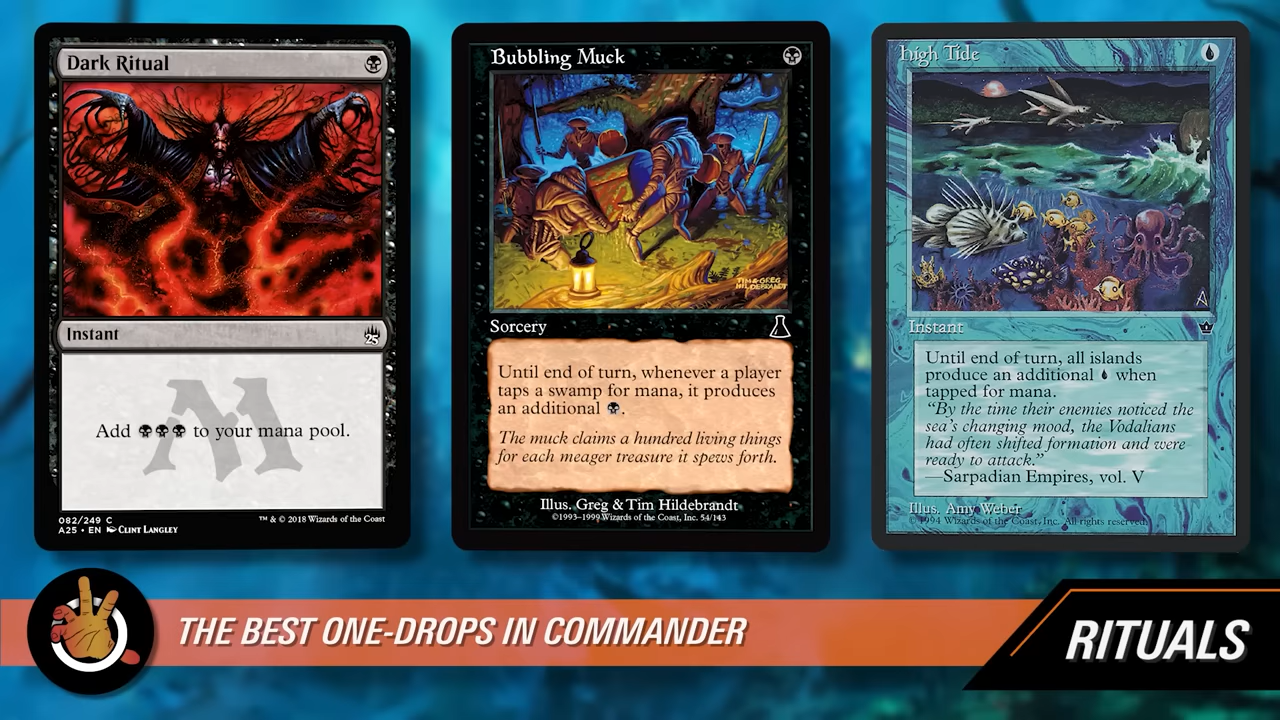 Dark Ritual
Instant
25
M
Add to your mana pool.
082/249 C
A25 • EN CLINT LANGLEY
™ & © 2018 Wizards of the Coast
Bubbling Muck
TIM & GREG
HILDEBRANDT
Sorcery
Until end of turn, whenever a player
taps a swamp for mana, it produces
an additional .
The muck claims a hundred living things
for each meager treasure it spews forth.
Illus. Greg & Tim Hildebrandt
©1993-1999 Wizards of the Coast, Inc. 54/143
High Tide
Instant
Until end of turn, all islands
produce an additional when
tapped for mana.
“By the time their enemies noticed the
sea’s changing mood, the Vodalians
had often shifted formation and were
ready to attack.”
—Sarpadian Empires, vol. V
Illus. Amy Weber
© 1994 Wizards of the Coast, Inc. All rights reserved.
THE BEST ONE-DROPS IN COMMANDER
RITUALS